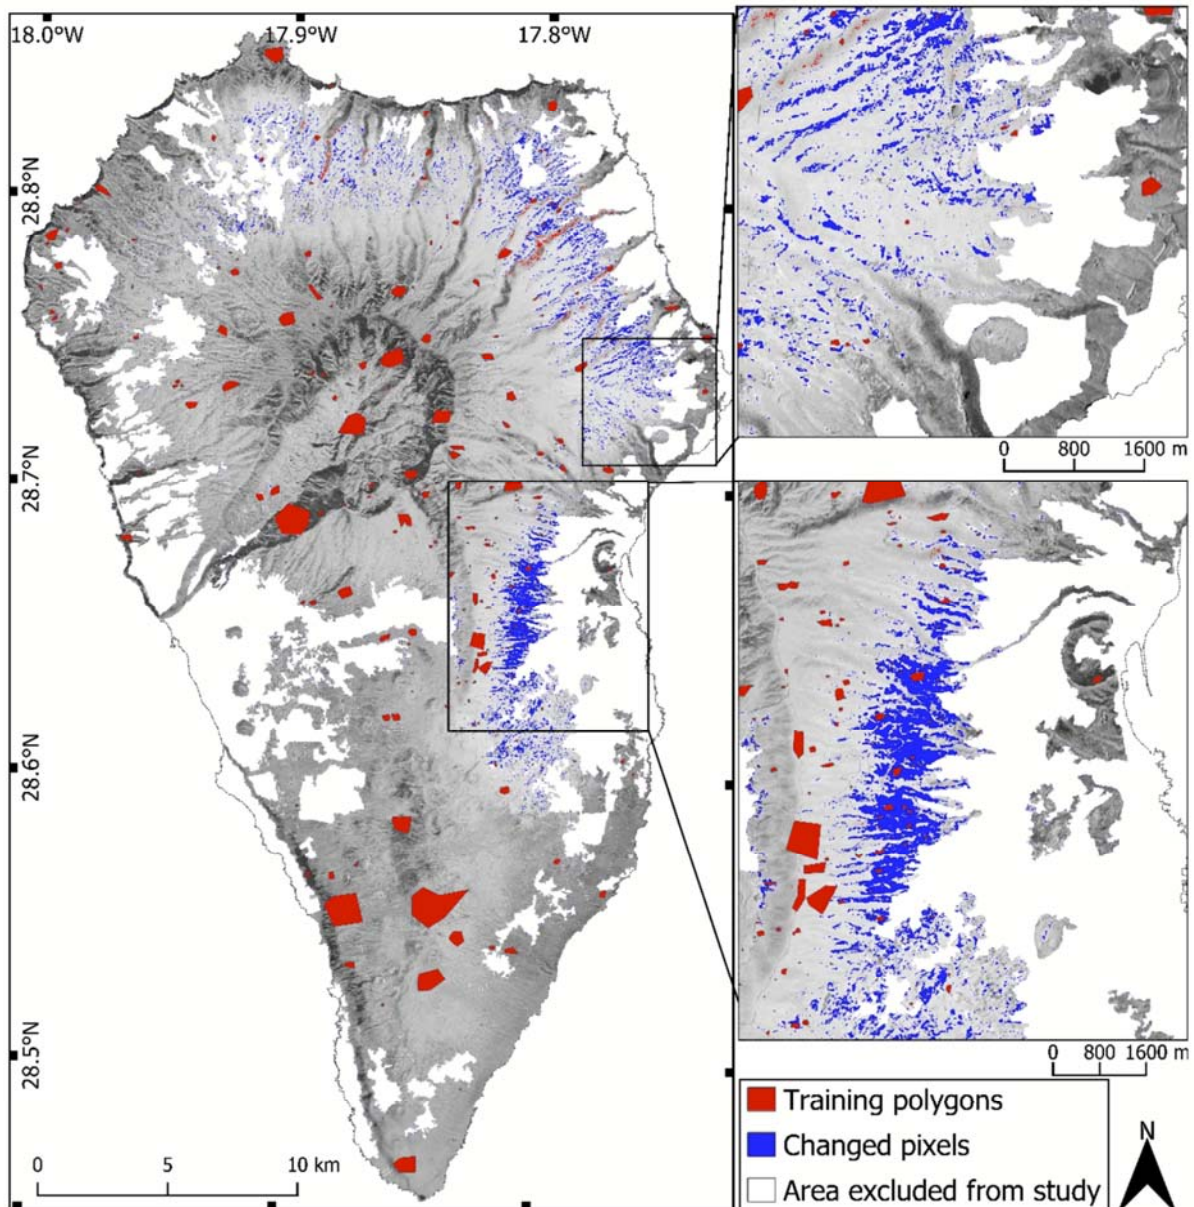 18.0°W 17.9°W 17.8°W
28.8°N
28.7°N
28.6°N
28.5°N
0 800 1600 m
0 800 1600 m
Training polygons
Changed pixels
Area excluded from study
N
0 5 10 km